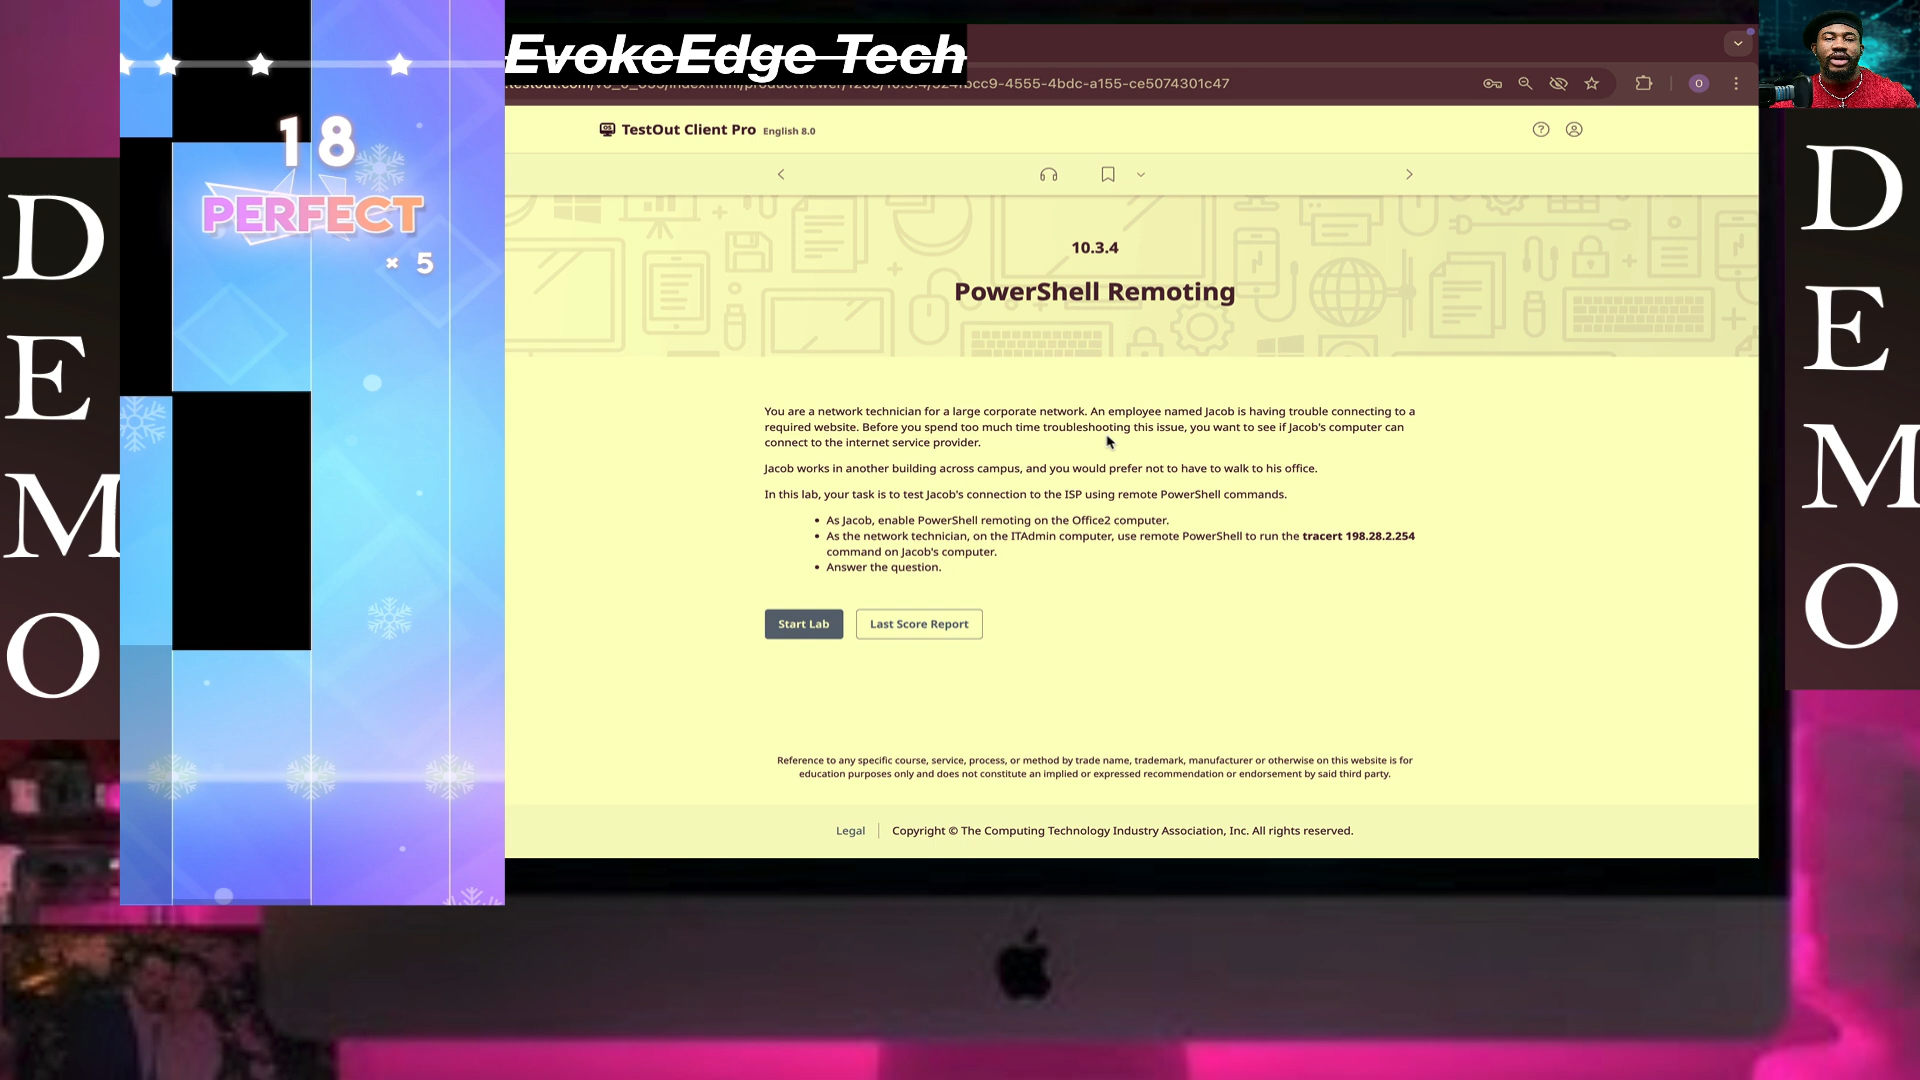 EvokeEdge Tech
18
PERFECT
× 5
D
E
M
O
bcc9-4555-4bdc-a155-ce5074301c47
O
TestOut Client Pro English 8.0
10.3.4
PowerShell Remoting
You are a network technician for a large corporate network. An employee named Jacob is having trouble connecting to a
required website. Before you spend too much time troubleshooting this issue, you want to see if Jacob's computer can
connect to the internet service provider.
Jacob works in another building across campus, and you would prefer not to have to walk to his office.
In this lab, your task is to test Jacob's connection to the ISP using remote PowerShell commands.
• As Jacob, enable PowerShell remoting on the Office2 computer.
• As the network technician, on the ITAdmin computer, use remote PowerShell to run the tracert 198.28.2.254
command on Jacob's computer.
• Answer the question.
Start Lab
Last Score Report
Reference to any specific course, service, process, or method by trade name, trademark, manufacturer or otherwise on this website is for
education purposes only and does not constitute an implied or expressed recommendation or endorsement by said third party.
Legal | Copyright © The Computing Technology Industry Association, Inc. All rights reserved.
D
E
M
O